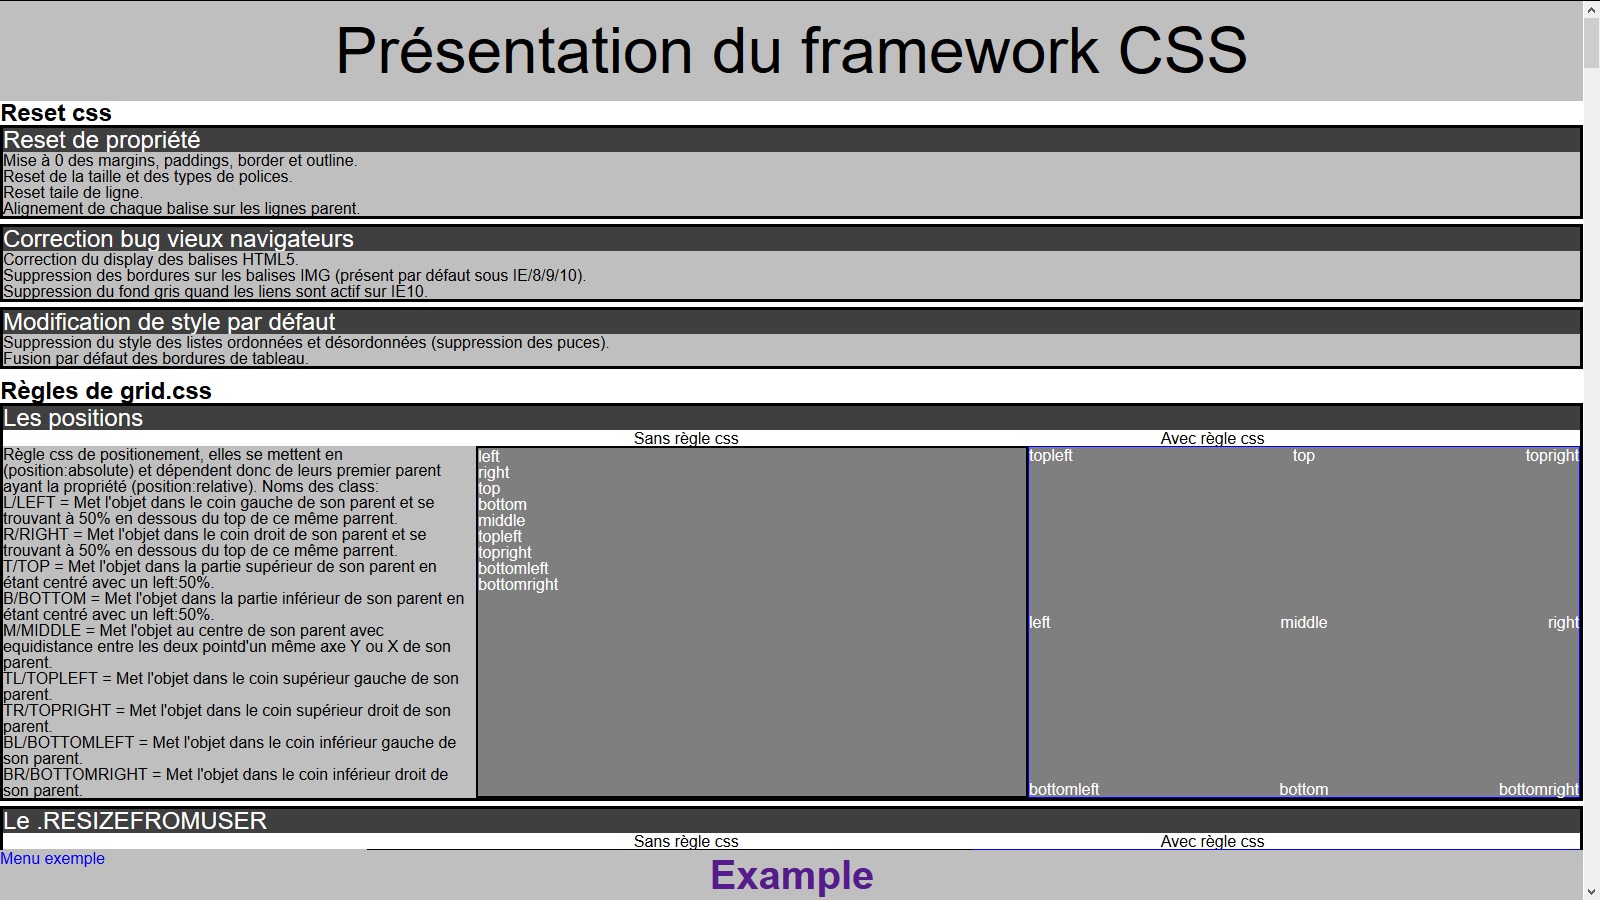 Présentation du framework CSS
Reset css
Reset de propriété
Mise à 0 des margins, paddings, border et outline.
Reset de la taille et des types de polices.
Reset taile de ligne.
Alignement de chaque balise sur les lignes parent.
Correction bug vieux navigateurs
Correction du display des balises HTML5.
Suppression des bordures sur les balises IMG (présent par défaut sous IE/8/9/10).
Suppression du fond gris quand les liens sont actif sur IE10.
Modification de style par défaut
Suppression du style des listes ordonnées et désordonnées (suppression des puces).
Fusion par défaut des bordures de tableau.
Règles de grid.css
Les positions
Sans règle css
Avec règle css
Règle css de positionement, elles se mettent en
(position:absolute) et dépendent donc de leurs premier parent
ayant la propriété (position:relative). Noms des class:
L/LEFT = Met l'objet dans le coin gauche de son parent et se
trouvant à 50% en dessous du top de ce même parrent.
R/RIGHT = Met l'objet dans le coin droit de son parent et se
trouvant à 50% en dessous du top de ce même parrent.
T/TOP = Met l'objet dans la partie supérieur de son parent en
étant centré avec un left:50%.
B/BOTTOM = Met l'objet dans la partie inférieur de son parent en
étant centré avec un left:50%.
M/MIDDLE = Met l'objet au centre de son parent avec
equidistance entre les deux pointd'un même axe Y ou X de son
parent.
TL/TOPLEFT = Met l'objet dans le coin supérieur gauche de son
parent.
TR/TOPRIGHT = Met l'objet dans le coin supérieur droit de son
parent.
BL/BOTTOMLEFT = Met l'objet dans le coin inférieur gauche de
son parent.
BR/BOTTOMRIGHT = Met l'objet dans le coin inférieur droit de
son parent.
left
right
top
bottom
middle
topleft
topright
bottomleft
bottomright
topleft top topright
left middle right
bottomleft bottom bottomright
Le .RESIZEFROMUSER
Sans règle css
Avec règle css
Menu exemple
Example